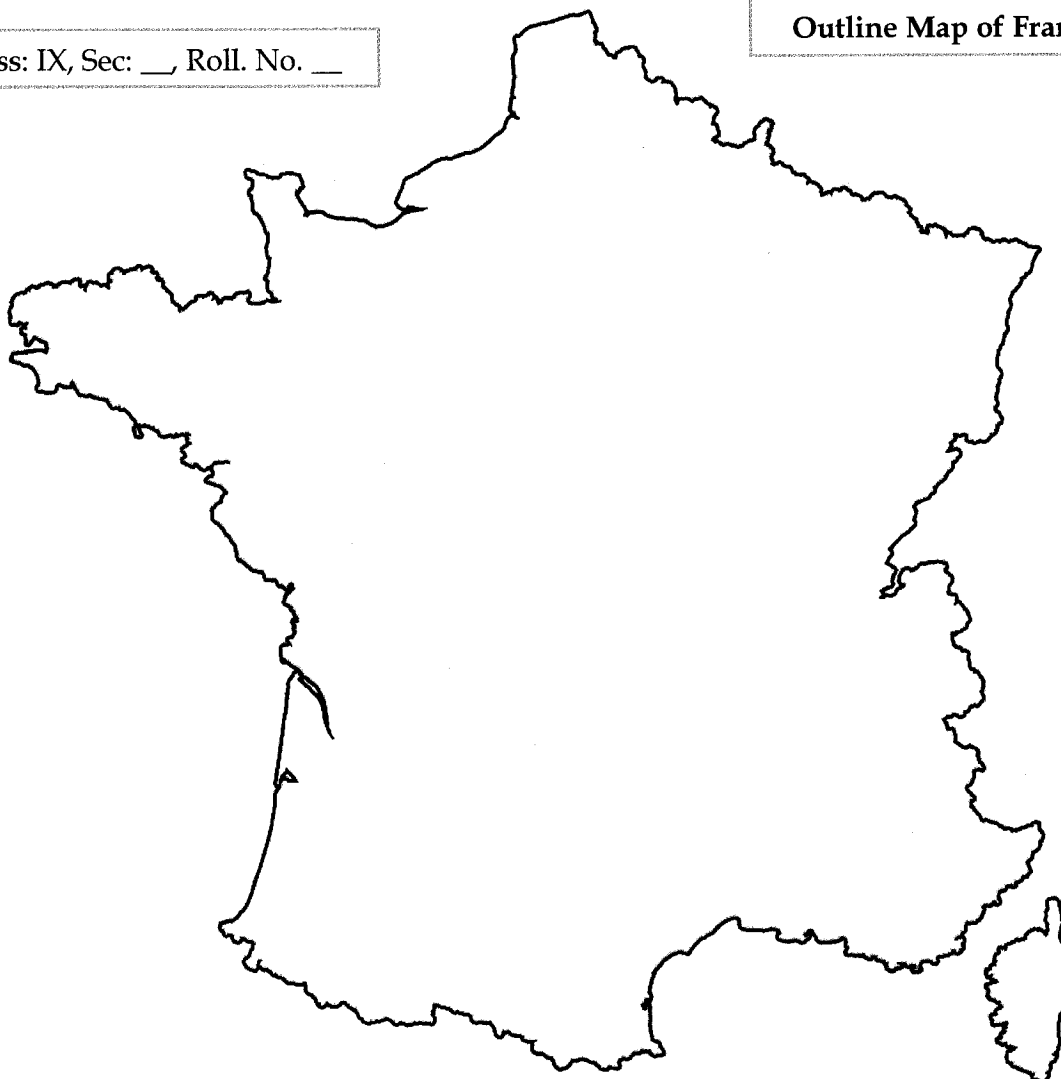 ss: IX, Sec: __, Roll. No. __
Outline Map of Fran